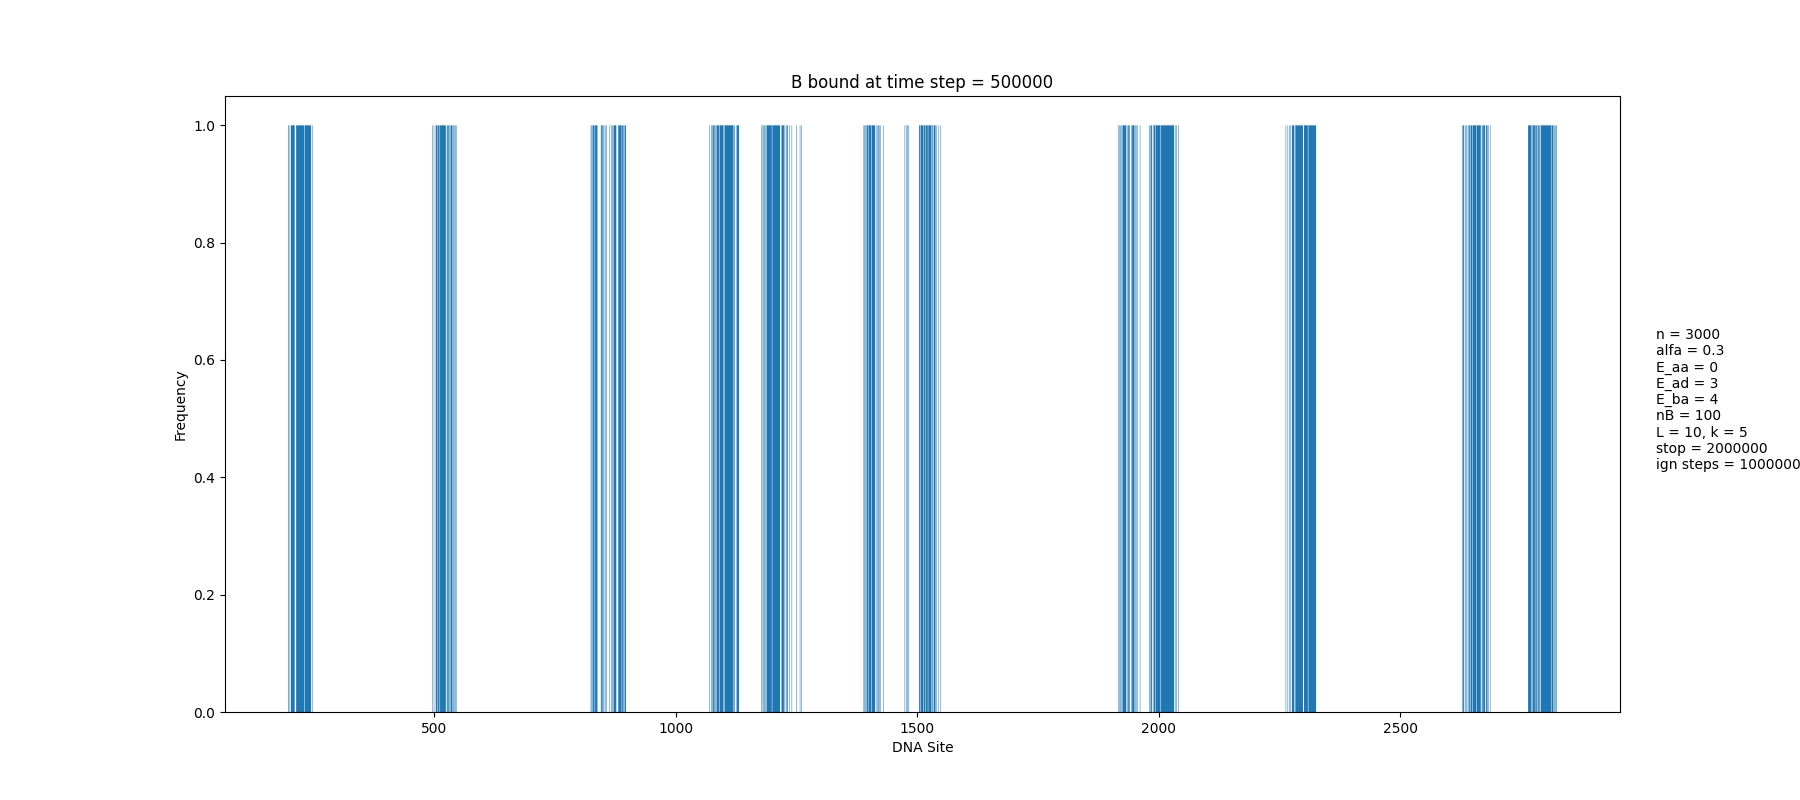 B bound at time step = 500000
1.0
0.8
0.6
0.4
0.2
0.0
Frequency
500 1000 1500 2000 2500
DNA Site
n = 3000
alfa = 0.3
E_aa = 0
E_ad = 3
E_ba = 4
nB = 100
L = 10, k = 5
stop = 2000000
ign steps = 1000000